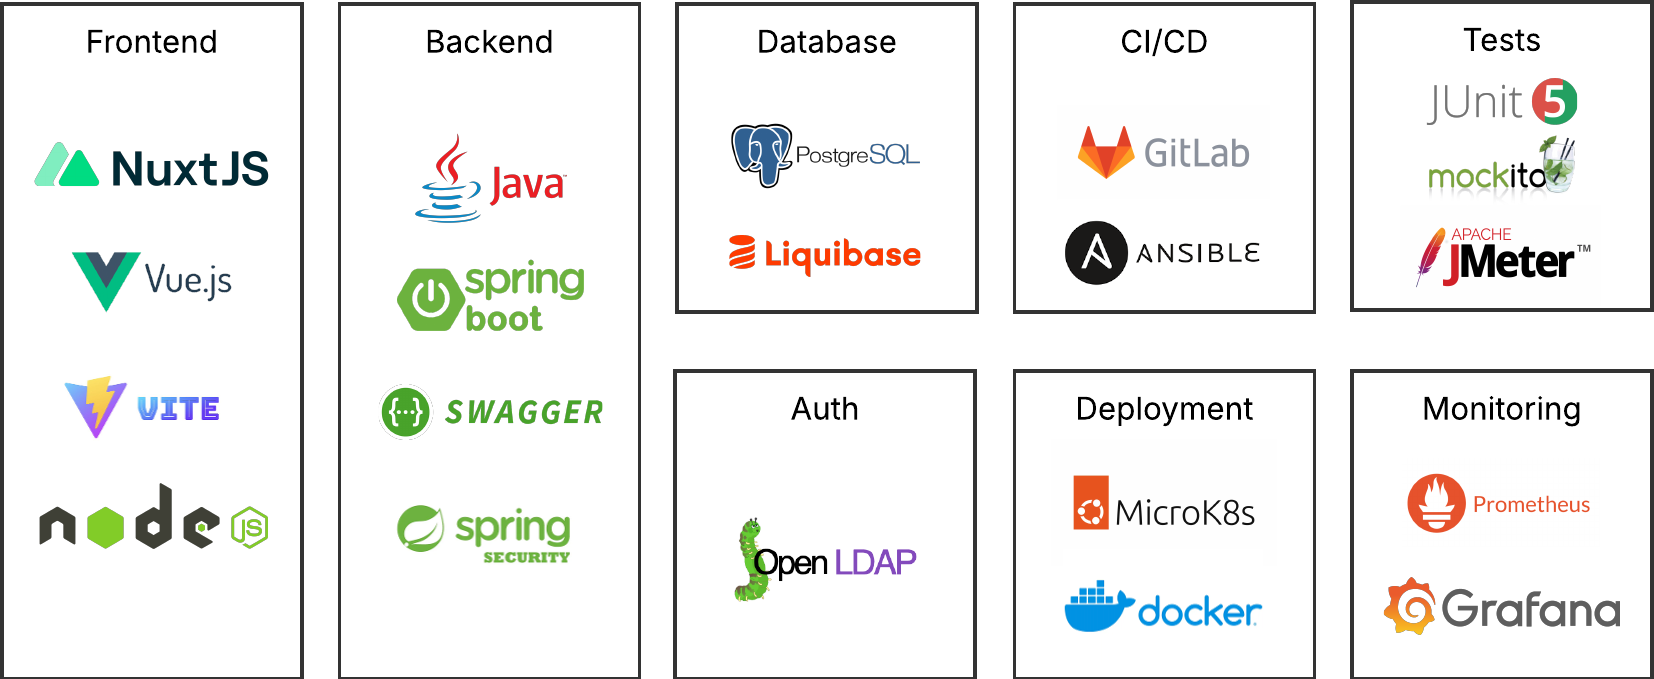 Frontend
NuxtJS
Vue.js
VITE
node
JS
Backend
Java™
spring
boot
{...} SWAGGER
spring
SECURITY
Database
PostgreSQL
Liquibase
CI/CD
GitLab
ANSIBLE
Tests
JUnit 5
mockito
APACHE
JMeter™
Auth
Open LDAP
Deployment
MicroK8s
docker
Monitoring
Prometheus
Grafana